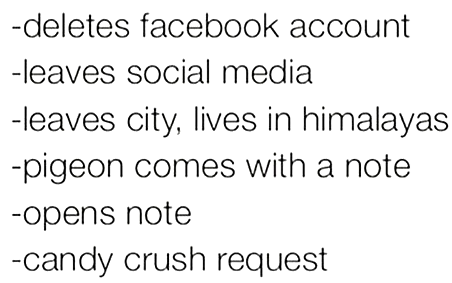 -deletes facebook account
-leaves social media
-leaves city, lives in himalayas
-pigeon comes with a note
-opens note
-candy crush request